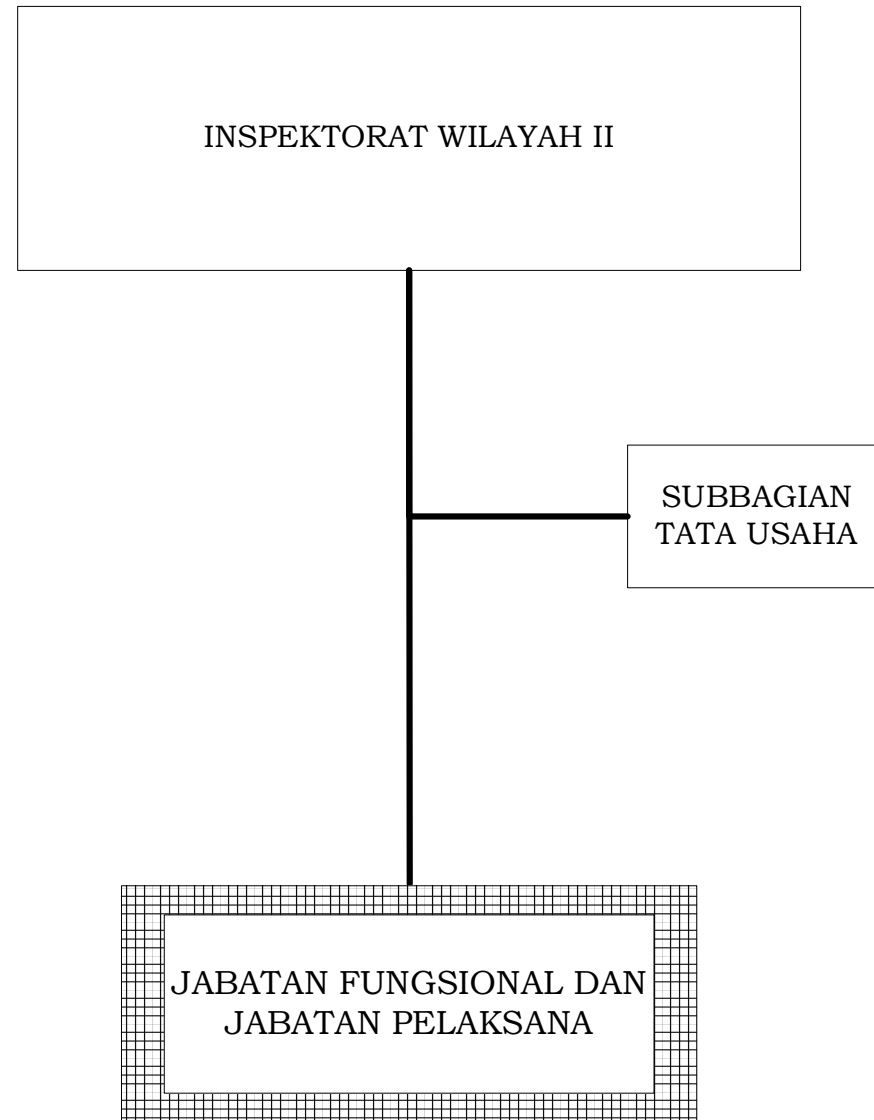 INSPEKTORAT WILAYAH II
SUBBAGIAN
TATA USAHA
JABATAN FUNGSIONAL DAN
JABATAN PELAKSANA